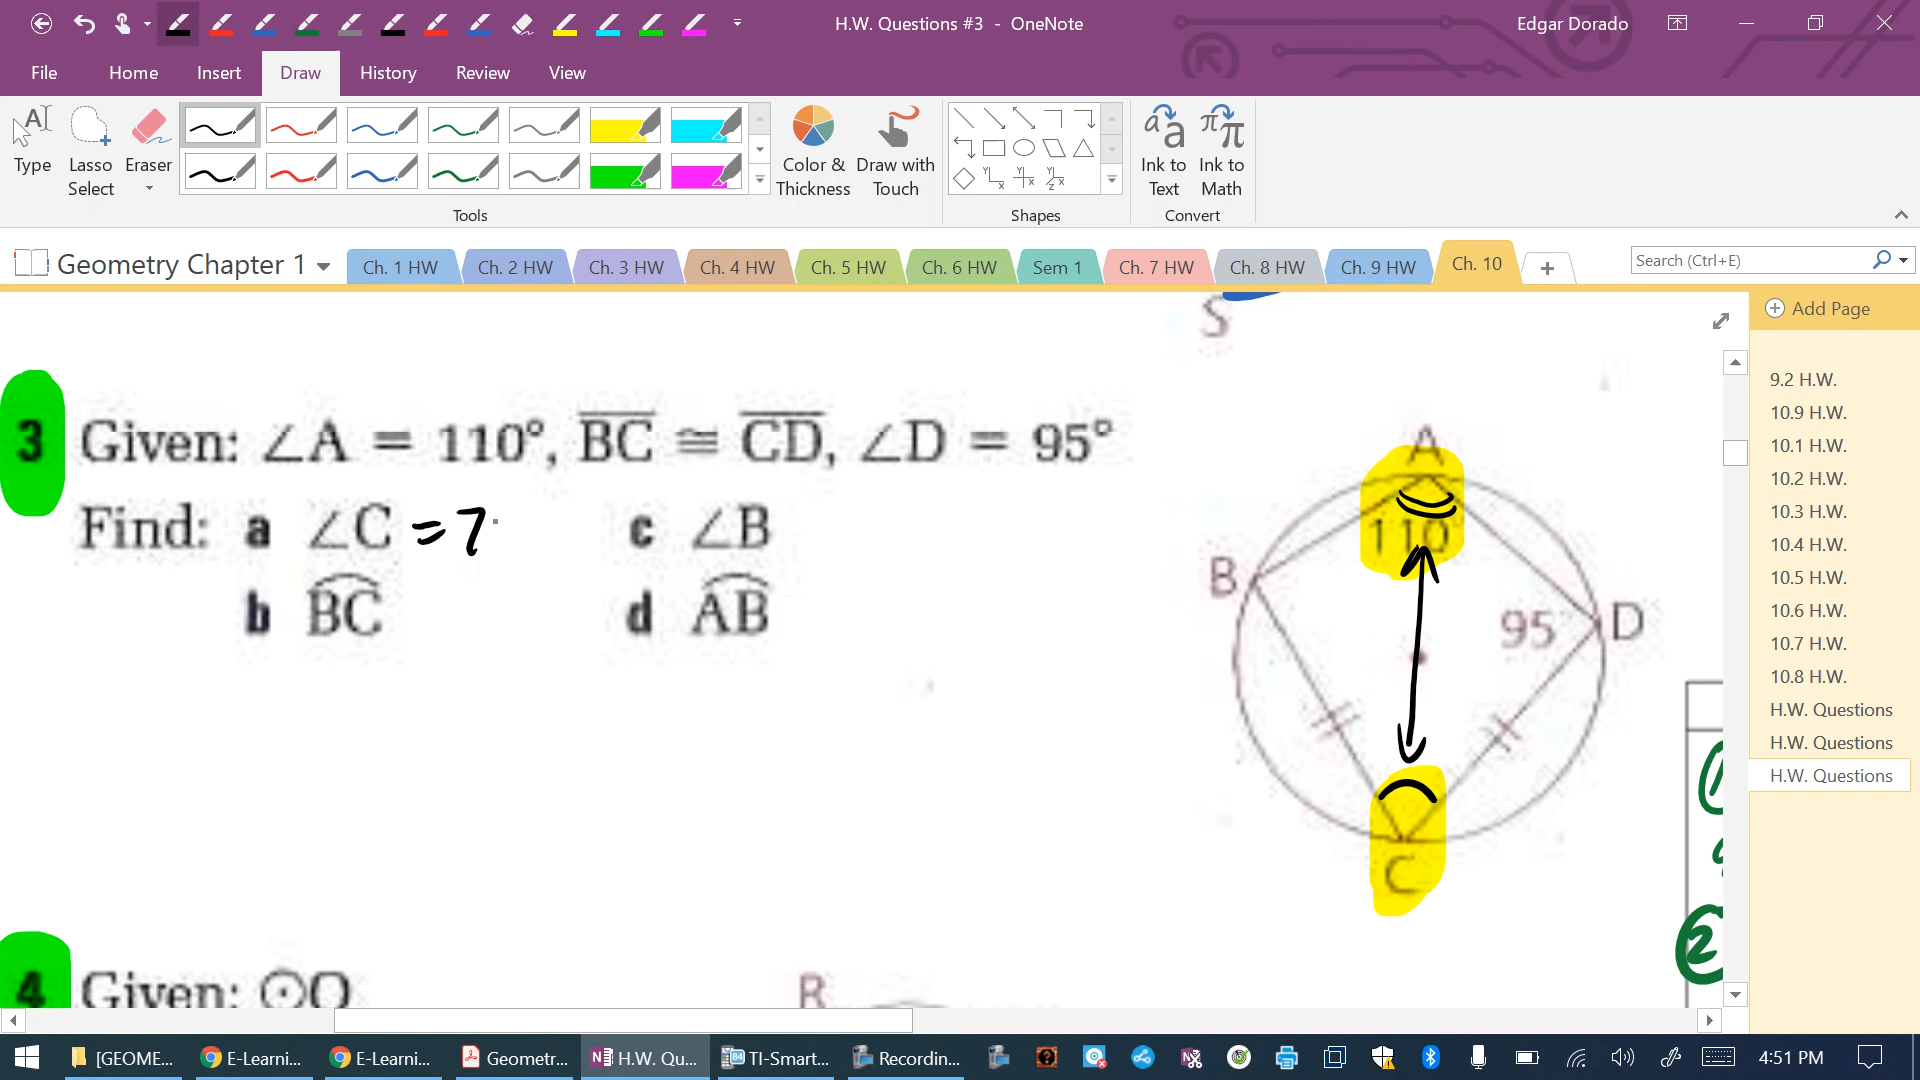 H.W. Questions #3 - OneNote
Edgar Dorado
File Home Insert Draw History Review View
Type
Lasso Select
Eraser
Color & Thickness
Draw with Touch
Ink to Text
Ink to Math
Tools
Shapes
Convert
Geometry Chapter 1
Ch. 1 HW
Ch. 2 HW
Ch. 3 HW
Ch. 4 HW
Ch. 5 HW
Ch. 6 HW
Sem 1
Ch. 7 HW
Ch. 8 HW
Ch. 9 HW
Ch. 10
Search (Ctrl+E)
Add Page
9.2 H.W.
10.9 H.W.
10.1 H.W.
10.2 H.W.
10.3 H.W.
10.4 H.W.
10.5 H.W.
10.6 H.W.
10.7 H.W.
10.8 H.W.
H.W. Questions
H.W. Questions
H.W. Questions
S
3 Given: ∠A = 110°, B̅C̅ ≅ C̅D̅, ∠D = 95°
Find: a ∠C = 7 c ∠B
b B͡C d A͡B
A
110
B
95
D
C
2
4 Given: ⊙O
R
[GEOME...
E-Learni...
E-Learni...
Geometr...
H.W. Qu...
TI-Smart...
Recordin...
4:51 PM